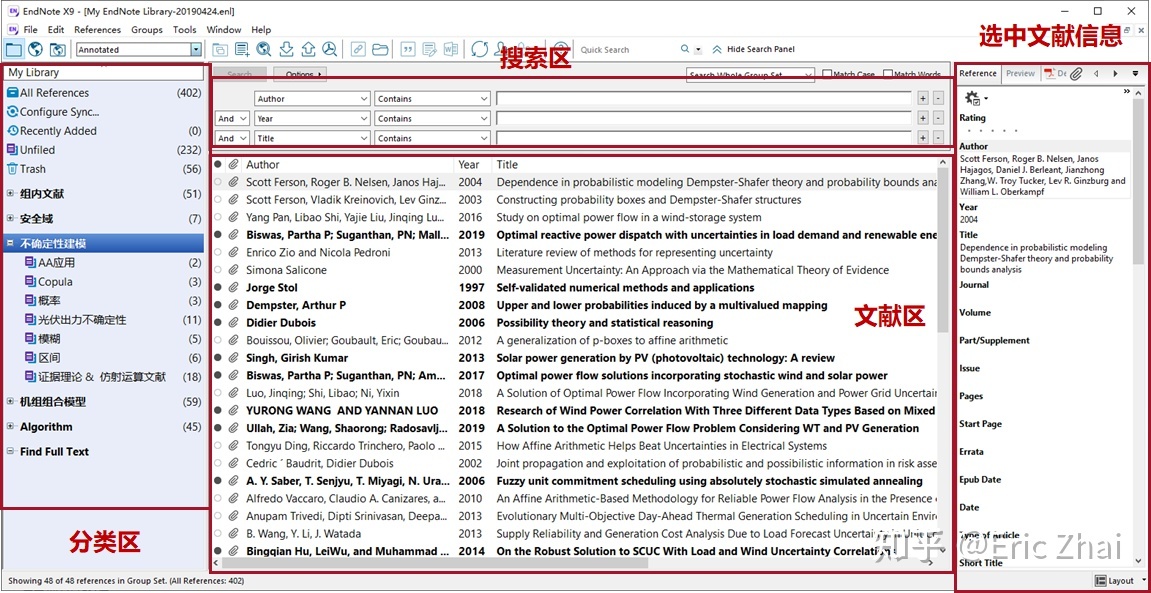 EndNote X9 - [My EndNote Library-20190424.enl]
File Edit References Groups Tools Window Help
Annotated
Quick Search
Hide Search Panel
选中文献信息
搜索区
My Library
All References (402)
Configure Sync...
Recently Added (0)
Unfiled (232)
Trash (56)
组内文献 (51)
安全域 (7)
不确定性建模
AA应用 (2)
Copula (3)
概率 (3)
光伏出力不确定性 (11)
模糊 (5)
区间 (6)
证据理论 & 仿射运算文献 (18)
机组组合模型 (59)
Algorithm (45)
Find Full Text
分类区
Search Options Search Whole Group Set Match Case Match Words
Author Contains + -
And Year Contains + -
And Title Contains + -
Author Year Title
Scott Ferson, Roger B. Nelsen, Janos Haj... 2004 Dependence in probabilistic modeling Dempster-Shafer theory and probability bounds ana
Scott Ferson, Vladik Kreinovich, Lev Ginz... 2003 Constructing probability boxes and Dempster-Shafer structures
Yang Pan, Libao Shi, Yajie Liu, Jinqing Lu... 2016 Study on optimal power flow in a wind-storage system
Biswas, Partha P; Suganthan, PN; Mall... 2019 Optimal reactive power dispatch with uncertainties in load demand and renewable ene
Enrico Zio and Nicola Pedroni 2013 Literature review of methods for representing uncertainty
Simona Salicone 2000 Measurement Uncertainty: An Approach via the Mathematical Theory of Evidence
Jorge Stol 1997 Self-validated numerical methods and applications
Dempster, Arthur P 2008 Upper and lower probabilities induced by a multivalued mapping
Didier Dubois 2006 Possibility theory and statistical reasoning
Bouissou, Olivier; Goubault, Eric; Goubau... 2012 A generalization of p-boxes to affine arithmetic
Singh, Girish Kumar 2013 Solar power generation by PV (photovoltaic) technology: A review
Biswas, Partha P; Suganthan, PN; Am... 2017 Optimal power flow solutions incorporating stochastic wind and solar power
Luo, Jinqing; Shi, Libao; Ni, Yixin 2018 A Solution of Optimal Power Flow Incorporating Wind Generation and Power Grid Uncertain
YURONG WANG AND YANNAN LUO 2018 Research of Wind Power Correlation With Three Different Data Types Based on Mixed
Ullah, Zia; Wang, Shaorong; Radosavlj... 2019 A Solution to the Optimal Power Flow Problem Considering WT and PV Generation
Tongyu Ding, Riccardo Trinchero, Paolo ... 2015 How Affine Arithmetic Helps Beat Uncertainties in Electrical Systems
Cedric ´ Baudrit, Didier Dubois 2002 Joint propagation and exploitation of probabilistic and possibilistic information in risk asse
A. Y. Saber, T. Senjyu, T. Miyagi, N. Ura... 2006 Fuzzy unit commitment scheduling using absolutely stochastic simulated annealing
Alfredo Vaccaro, Claudio A. Canizares, a... 2010 An Affine Arithmetic-Based Methodology for Reliable Power Flow Analysis in the Presence
Anupam Trivedi, Dipti Srinivasan, Deepa... 2013 Evolutionary Multi-Objective Day-Ahead Thermal Generation Scheduling in Uncertain Envir
B. Wang, Y. Li, J. Watada 2013 Supply Reliability and Generation Cost Analysis Due to Load Forecast Uncertain
Bingqian Hu, LeiWu, and Muhammad ... 2014 On the Robust Solution to SCUC With Load and Wind Uncertainty Correlations
文献区
Reference Preview
Rating
Author
Scott Ferson, Roger B. Nelsen, Janos
Hajagos, Daniel J. Berleant, Jianzhong
Zhang,W. Troy Tucker, Lev R. Ginzburg and
William L. Oberkampf
Year
2004
Title
Dependence in probabilistic modeling
Dempster-Shafer theory and probability
bounds analysis
Journal
Volume
Part/Supplement
Issue
Pages
Start Page
Errata
Epub Date
Date
Type of Article
Short Title
知乎 @Eric Zhai
Showing 48 of 48 references in Group Set. (All References: 402)
Layout